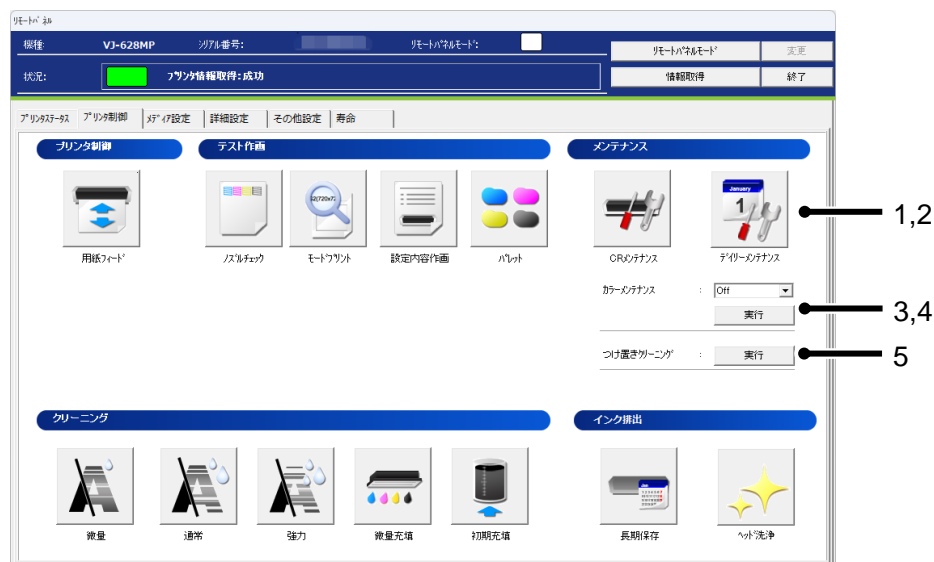 ﾘﾓｰﾄﾊﾟﾈﾙ
機種: VJ-628MP ｼﾘｱﾙ番号: ﾘﾓｰﾄﾊﾟﾈﾙﾓｰﾄﾞ: ﾘﾓｰﾄﾊﾟﾈﾙﾓｰﾄﾞ 変更
状況: ﾌﾟﾘﾝﾀ情報取得:成功 情報取得 終了
ﾌﾟﾘﾝﾀｽﾃｰﾀｽ ﾌﾟﾘﾝﾀ制御 ﾒﾃﾞｨｱ設定 詳細設定 その他設定 寿命
プリンタ制御 テスト作画 メンテナンス
January
1
1,2
用紙ﾌｨｰﾄﾞ ﾉｽﾞﾙﾁｪｯｸ ﾓｰﾄﾞﾌﾟﾘﾝﾄ 設定内容作画 ﾊﾟﾚｯﾄ CRﾒﾝﾃﾅﾝｽ ﾃﾞｲﾘｰﾒﾝﾃﾅﾝｽ
ｶﾗｰﾒﾝﾃﾅﾝｽ : Off
実行 3,4
つけ置きｸﾘｰﾆﾝｸﾞ : 実行 5
クリーニング インク排出
微量 通常 強力 微量充填 初期充填 長期保存 ﾍｯﾄﾞ洗浄